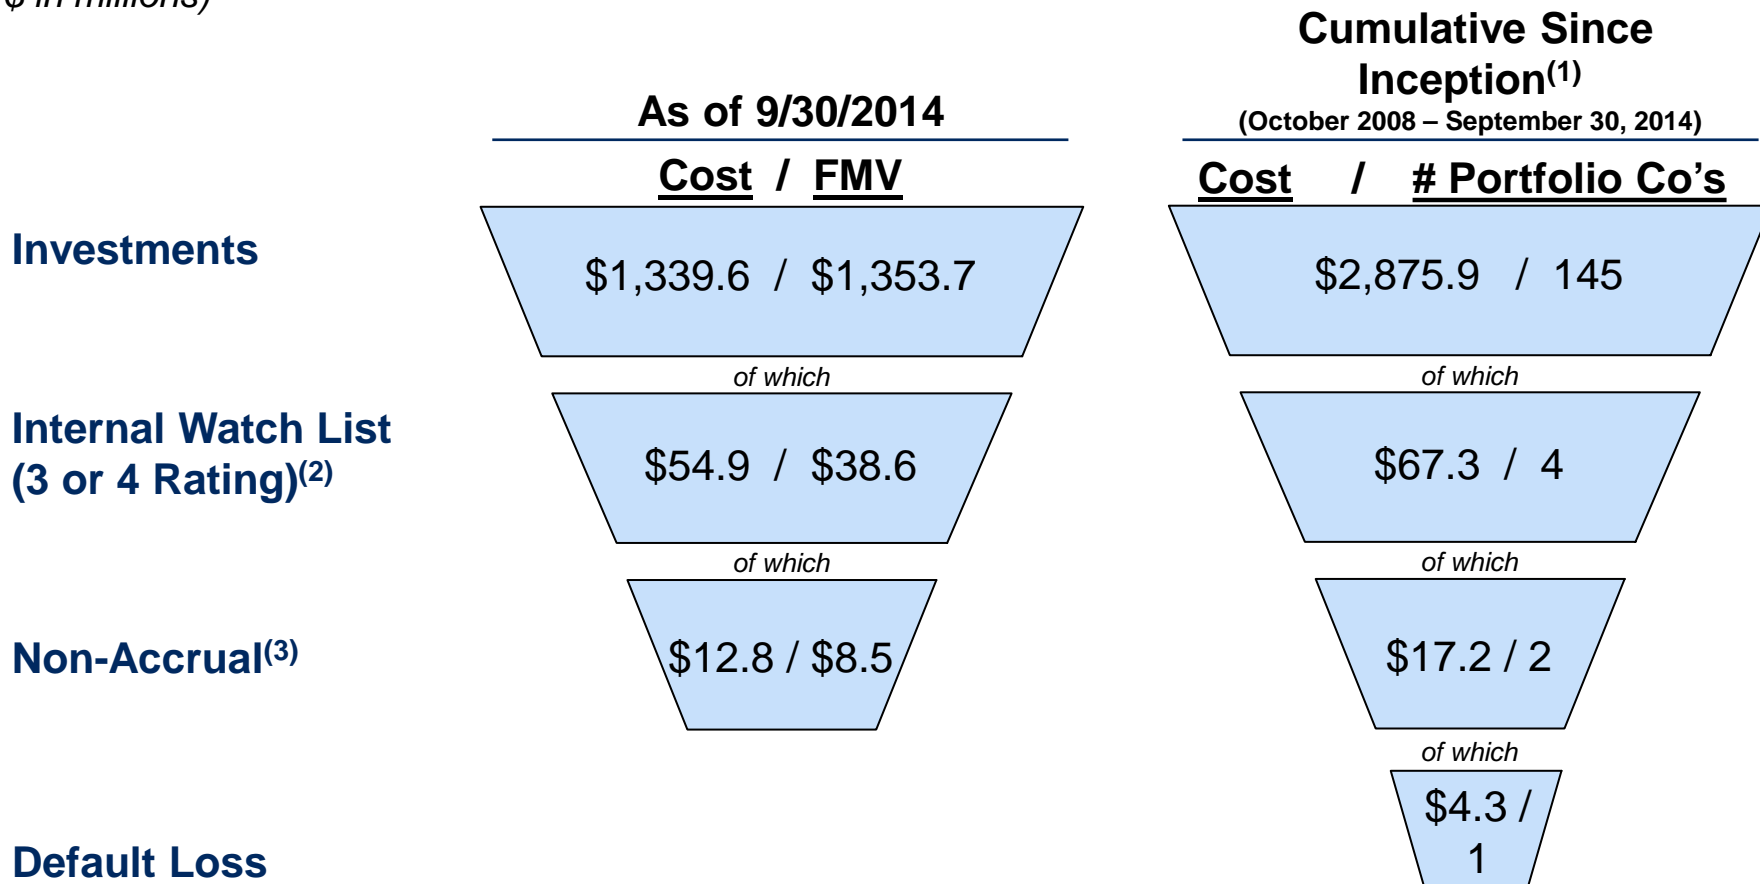 $ in millions)
Cumulative Since
Inception(1)
(October 2008 – September 30, 2014)
As of 9/30/2014
Cost / FMV
Cost / # Portfolio Co's
Investments
$1,339.6 / $1,353.7
$2,875.9 / 145
of which
of which
Internal Watch List
(3 or 4 Rating)(2)
$54.9 / $38.6
$67.3 / 4
of which
of which
Non-Accrual(3)
$12.8 / $8.5
$17.2 / 2
of which
$4.3 /
1
Default Loss